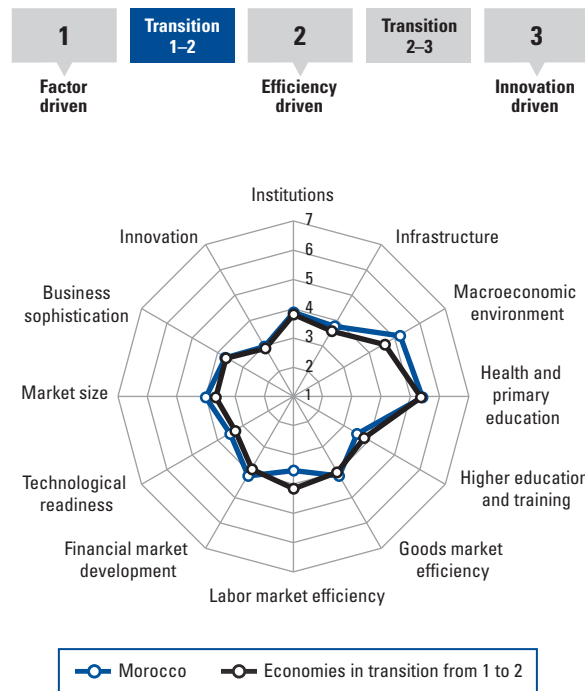 1
Transition
1–2
2
Transition
2–3
3
Factor
driven
Efficiency
driven
Innovation
driven
Institutions
7
Innovation
Infrastructure
6
5
Business
sophistication
Macroeconomic
environment
4
3
2
Market size
1
Health and
primary
education
Technological
readiness
Higher education
and training
Financial market
development
Goods market
efficiency
Labor market efficiency
Morocco
Economies in transition from 1 to 2